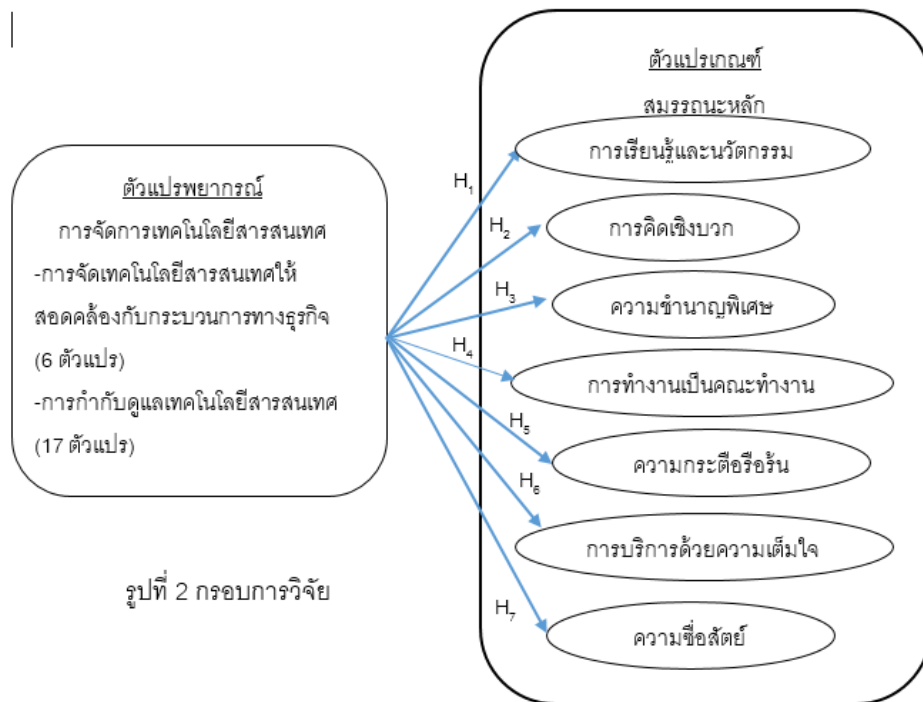 ตัวแปรพยากรณ์
การจัดการเทคโนโลยีสารสนเทศ
-การจัดเทคโนโลยีสารสนเทศให้
สอดคล้องกับกระบวนการทางธุรกิจ
(6 ตัวแปร)
-การกำกับดูแลเทคโนโลยีสารสนเทศ
(17 ตัวแปร)
H1
H2
H3
H4
H5
H6
H7
ตัวแปรเกณฑ์
สมรรถนะหลัก
การเรียนรู้และนวัตกรรม
การคิดเชิงบวก
ความชำนาญพิเศษ
การทำงานเป็นคณะทำงาน
ความกระตือรือร้น
การบริการด้วยความเต็มใจ
ความซื่อสัตย์
รูปที่ 2 กรอบการวิจัย